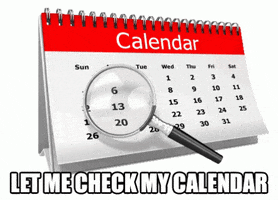 Calendar
Sun Tue Wed Thu Fri Sat
1 2 3 4
6 8 9 10 11
13 15 16 17 18
20 22 23 24 25
26 29 30 31
LET ME CHECK MY CALENDAR